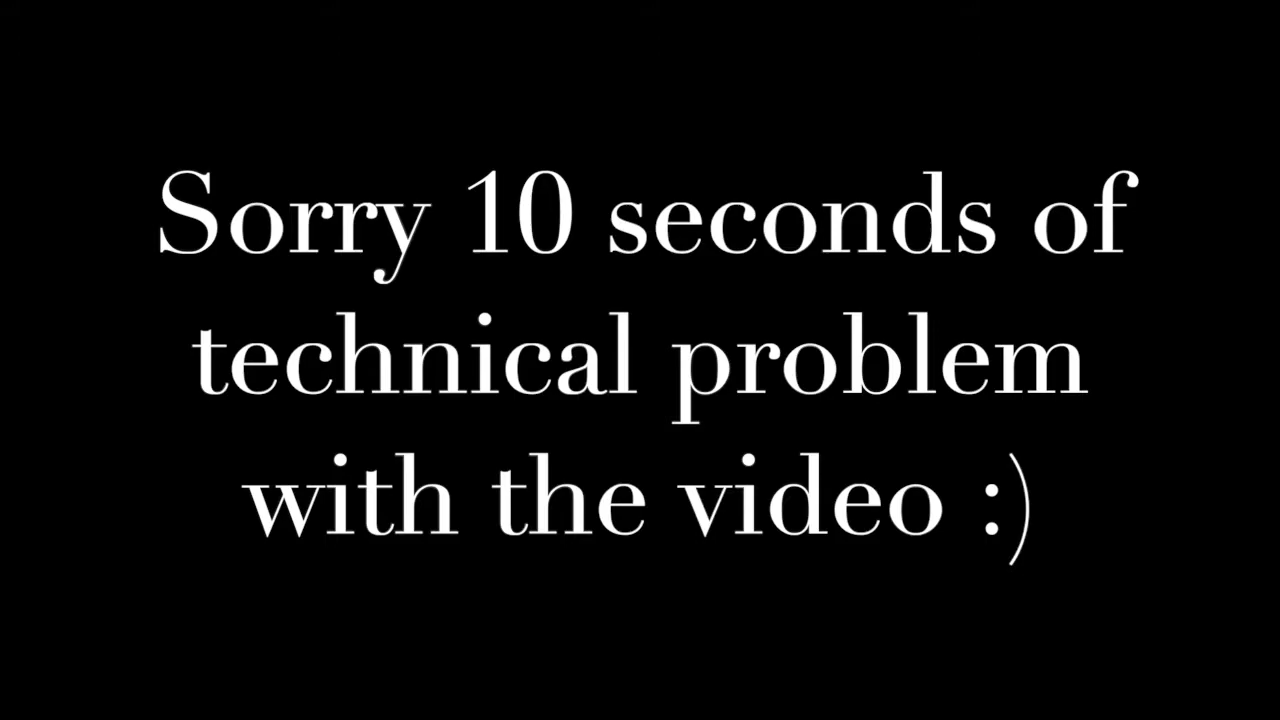 Sorry 10 seconds of
technical problem
with the video :)